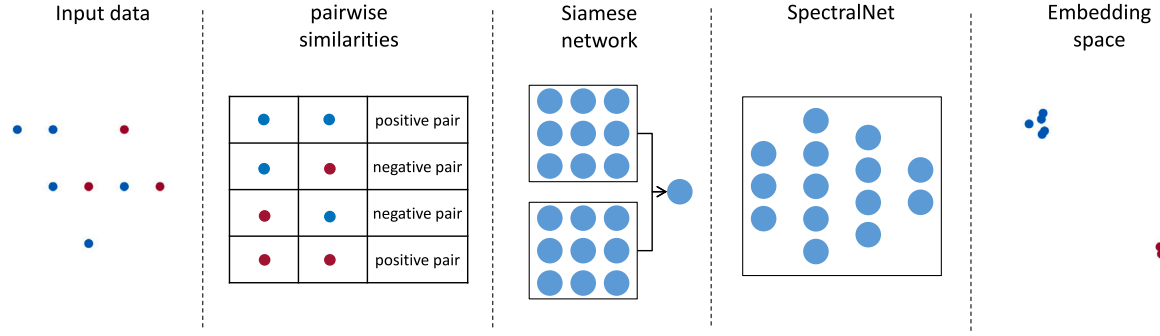 Input data
pairwise
similarities
Siamese
network
SpectralNet
Embedding
space
positive pair
negative pair
negative pair
positive pair